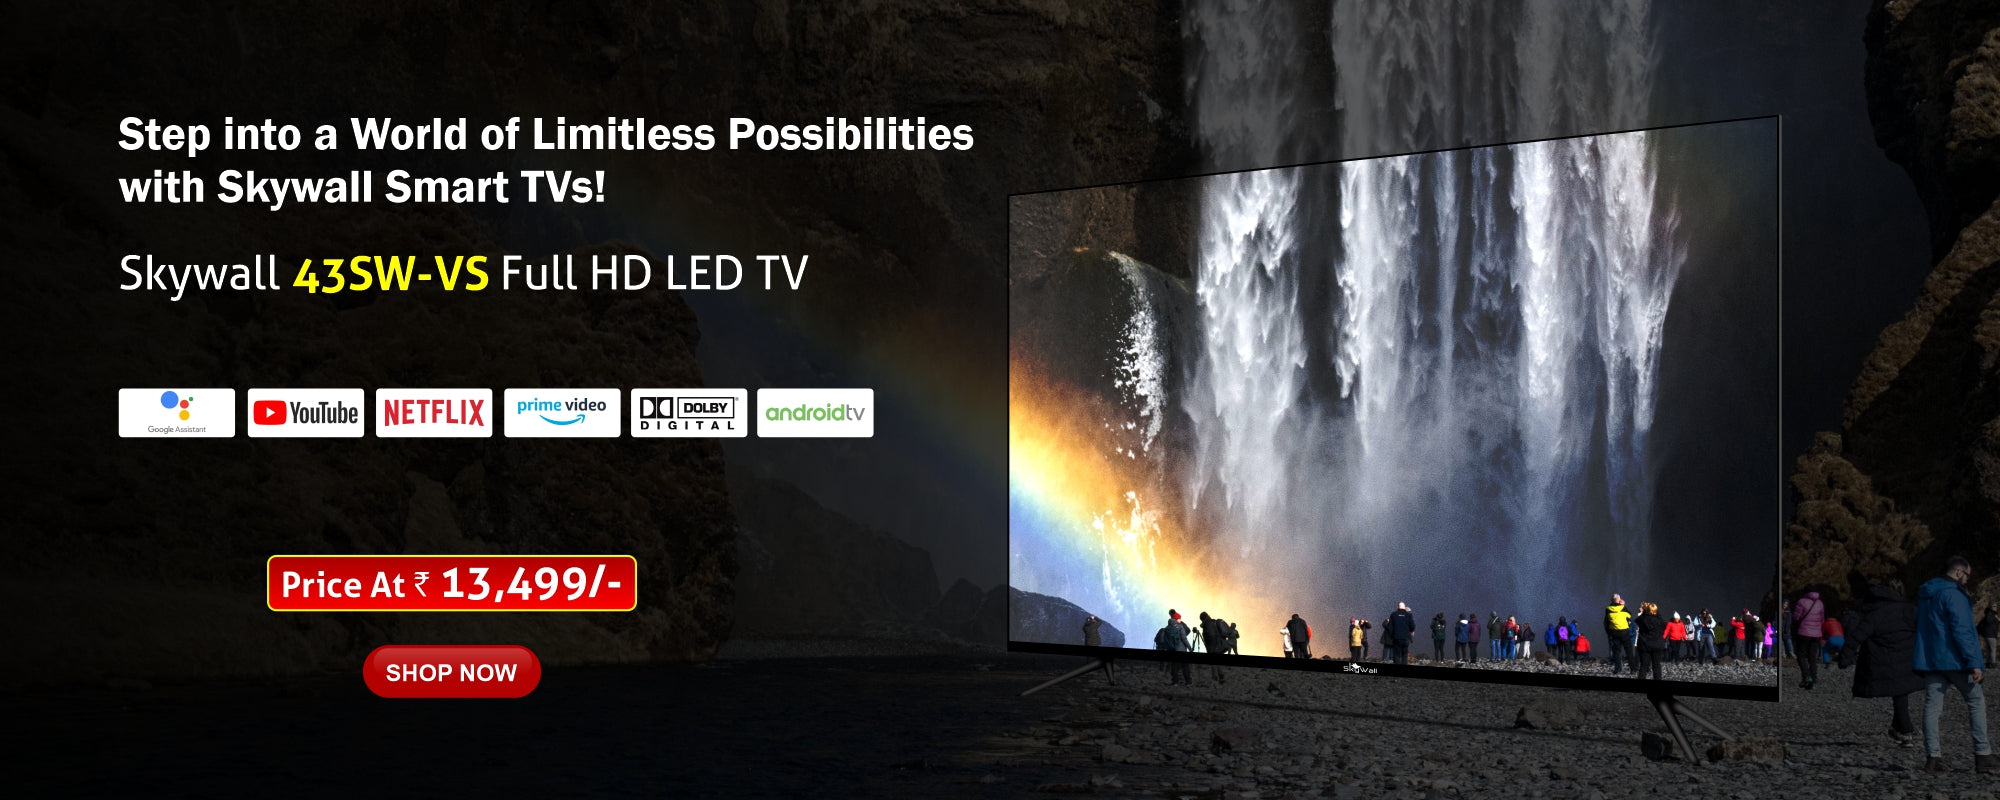 Step into a World of Limitless Possibilities
with Skywall Smart TVs!
Skywall 43SW-VS Full HD LED TV
Google Assistant
YouTube
NETFLIX
prime video
DOLBY
DIGITAL
androidtv
Price At ₹ 13,499/-
SHOP NOW
SkyWall